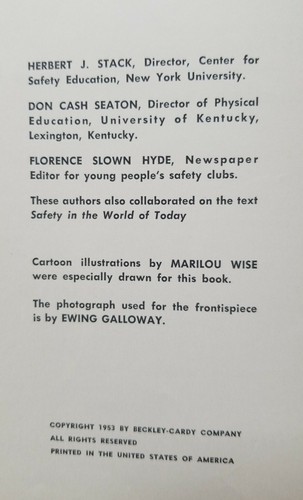 HERBERT J. STACK, Director, Center for
Safety Education, New York University.
DON CASH SEATON, Director of Physical
Education, University of Kentucky,
Lexington, Kentucky.
FLORENCE SLOWN HYDE, Newspaper
Editor for young people's safety clubs.
These authors also collaborated on the text
Safety in the World of Today
Cartoon illustrations by MARILOU WISE
were especially drawn for this book.
The photograph used for the frontispiece
is by EWING GALLOWAY.
COPYRIGHT 1953 BY BECKLEY-CARDY COMPANY
ALL RIGHTS RESERVED
PRINTED IN THE UNITED STATES OF AMERICA